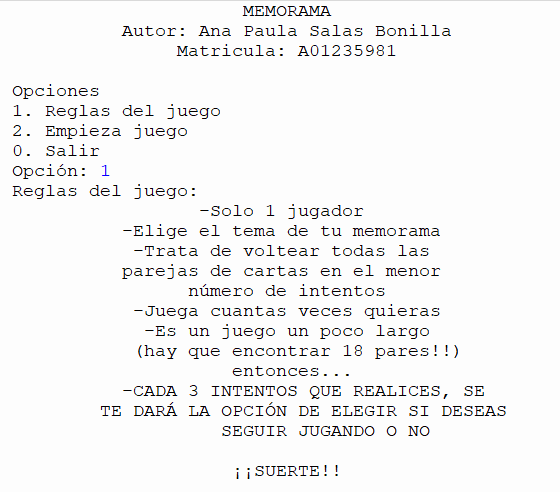 MEMORAMA
Autor: Ana Paula Salas Bonilla
Matricula: A01235981
Opciones
1. Reglas del juego
2. Empieza juego
0. Salir
Opción: 1
Reglas del juego:
-Solo 1 jugador
-Elige el tema de tu memorama
-Trata de voltear todas las
parejas de cartas en el menor
número de intentos
-Juega cuantas veces quieras
-Es un juego un poco largo
(hay que encontrar 18 pares!!)
entonces...
-CADA 3 INTENTOS QUE REALICES, SE
TE DARÁ LA OPCIÓN DE ELEGIR SI DESEAS
SEGUIR JUGANDO O NO
¡¡SUERTE!!